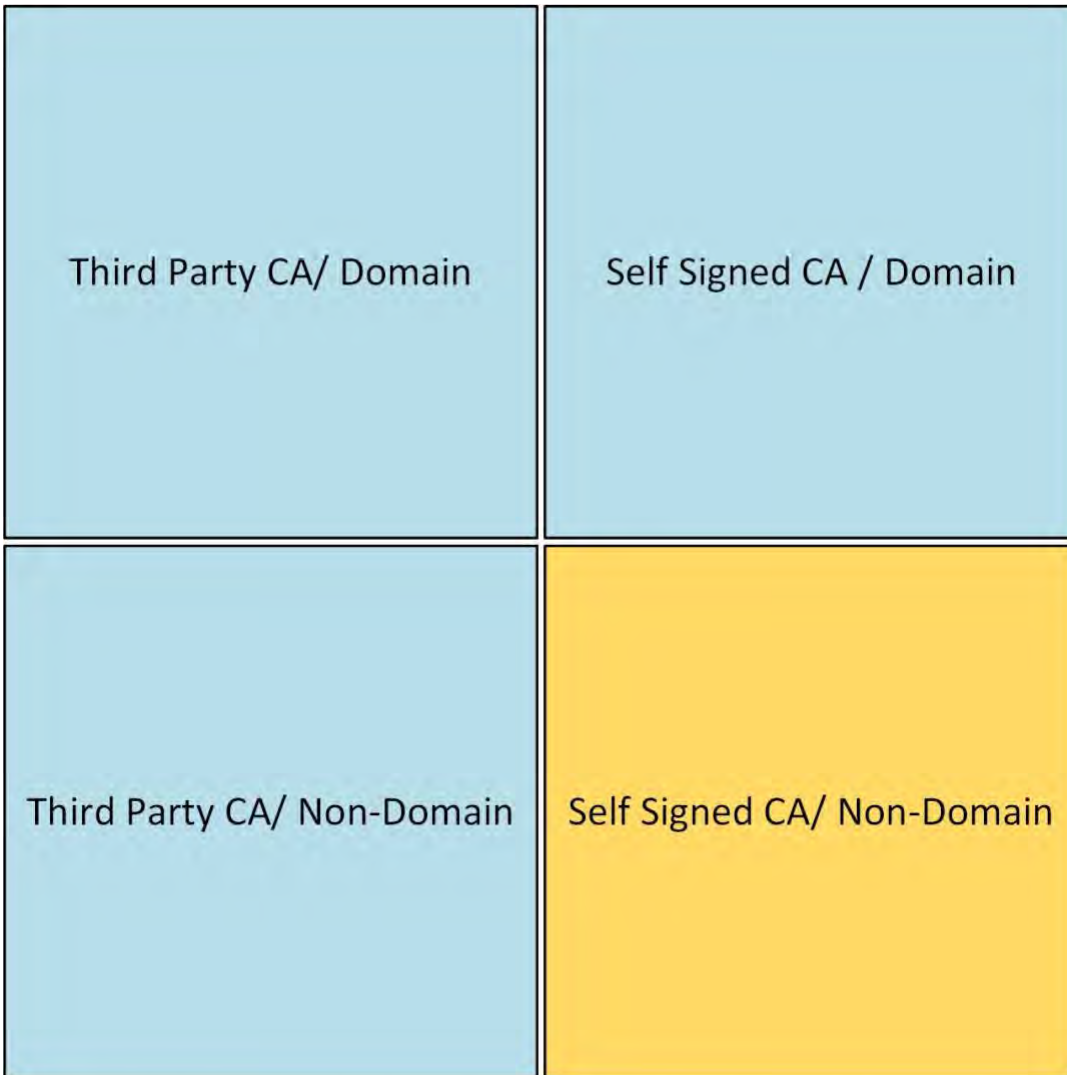 Third Party CA/ Domain
Self Signed CA / Domain
Third Party CA/ Non-Domain
Self Signed CA/ Non-Domain